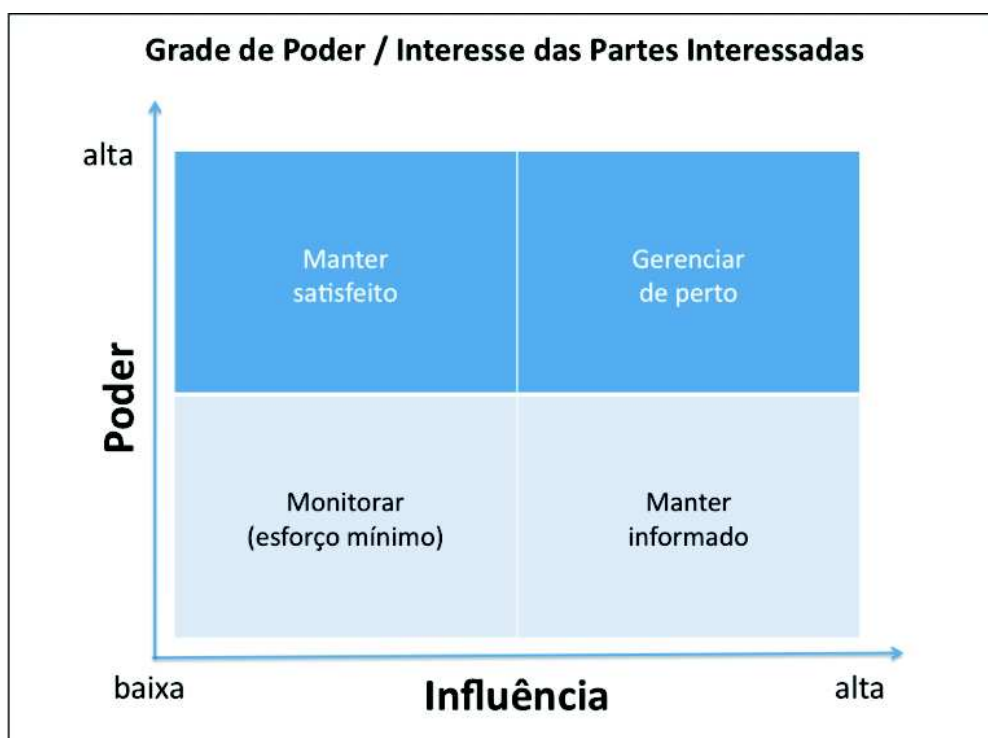 Grade de Poder / Interesse das Partes Interessadas
alta
Manter
satisfeito
Gerenciar
de perto
Poder
Monitorar
(esforço mínimo)
Manter
informado
baixa
Influência
alta